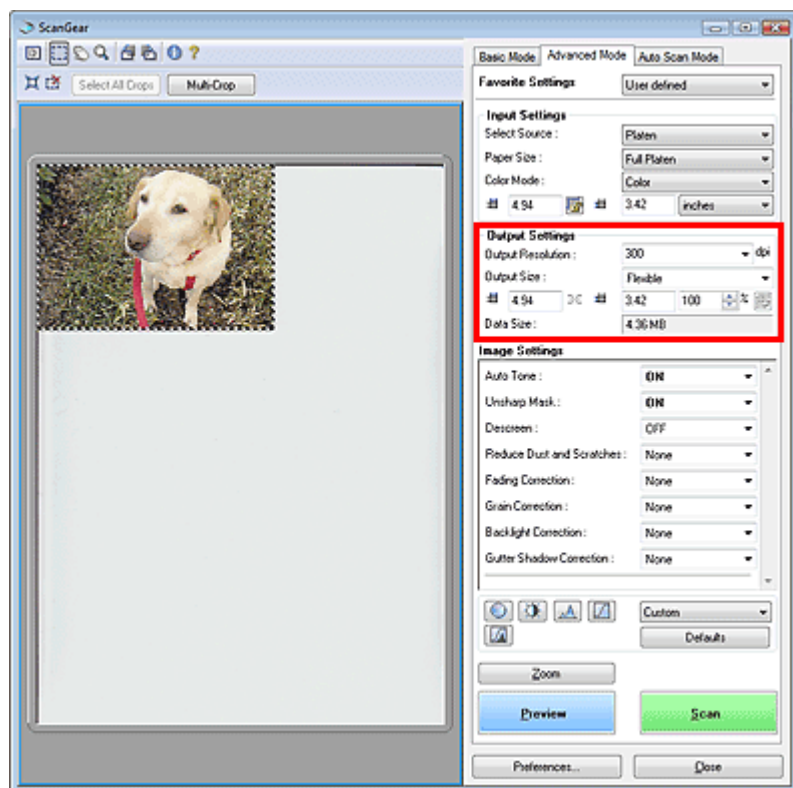 ScanGear
Select All Crops Multi-Crop
Basic Mode Advanced Mode Auto Scan Mode
Favorite Settings User defined
Input Settings
Select Source : Platen
Paper Size : Full Platen
Color Mode : Color
4.94 3.42 inches
Output Settings
Output Resolution : 300 dpi
Output Size : Flexible
4.94 3.42 100 %
Data Size : 4.36 MB
Image Settings
Auto Tone : ON
Unsharp Mask : ON
Descreen : OFF
Reduce Dust and Scratches : None
Fading Correction : None
Grain Correction : None
Backlight Correction : None
Gutter Shadow Correction : None
Custom
Defaults
Zoom
Preview Scan
Preferences... Close